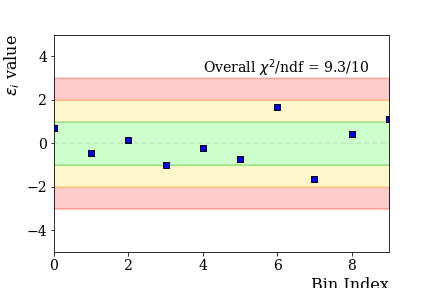 Overall χ²/ndf = 9.3/10
εᵢ value
4
2
0
−2
−4
0 2 4 6 8
Bin Index